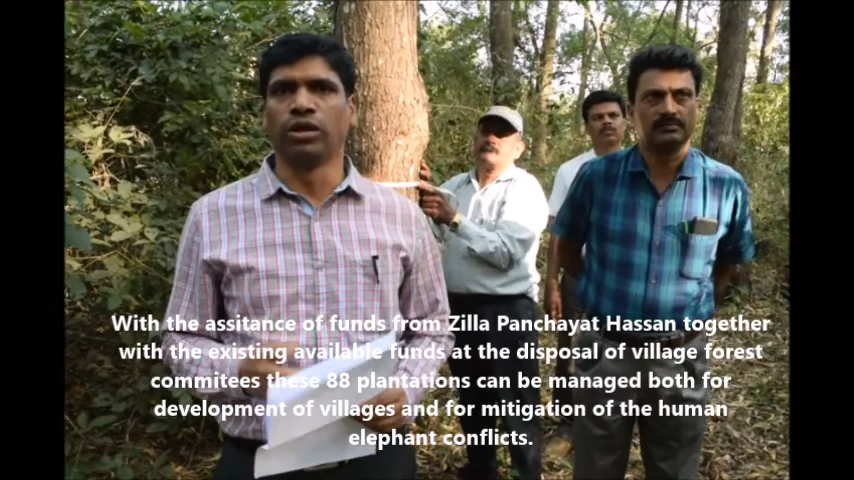 With the assitance of funds from Zilla Panchayat Hassan together
with the existing available funds at the disposal of village forest
commitees these 88 plantations can be managed both for
development of villages and for mitigation of the human
elephant conflicts.